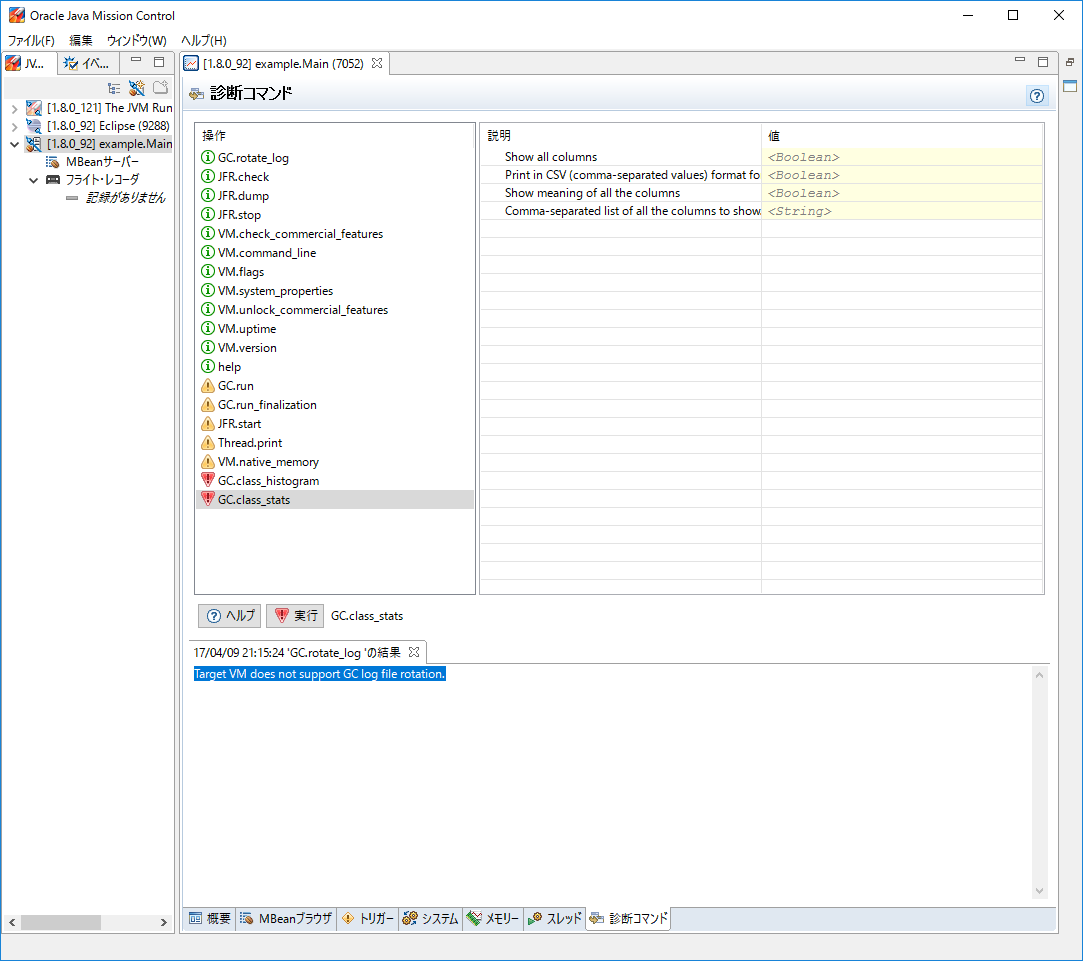 Oracle Java Mission Control
ファイル(F) 編集 ウィンドウ(W) ヘルプ(H)
JV...
イベ...
[1.8.0_121] The JVM Run
[1.8.0_92] Eclipse (9288)
[1.8.0_92] example.Main
MBeanサーバー
フライト・レコーダ
記録がありません
[1.8.0_92] example.Main (7052)
診断コマンド
操作
GC.rotate_log
JFR.check
JFR.dump
JFR.stop
VM.check_commercial_features
VM.command_line
VM.flags
VM.system_properties
VM.unlock_commercial_features
VM.uptime
VM.version
help
GC.run
GC.run_finalization
JFR.start
Thread.print
VM.native_memory
GC.class_histogram
GC.class_stats
説明 値
Show all columns <Boolean>
Print in CSV (comma-separated values) format fo <Boolean>
Show meaning of all the columns <Boolean>
Comma-separated list of all the columns to show. <String>
ヘルプ 実行 GC.class_stats
17/04/09 21:15:24 'GC.rotate_log 'の結果
Target VM does not support GC log file rotation.
概要 MBeanブラウザ トリガー システム メモリー スレッド 診断コマンド